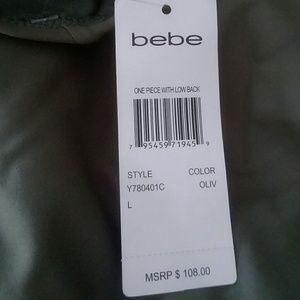 bebe
ONE PIECE WITH LOW BACK
7 95459 71945 9
STYLE COLOR
Y780401C OLIV
L
MSRP $ 108.00